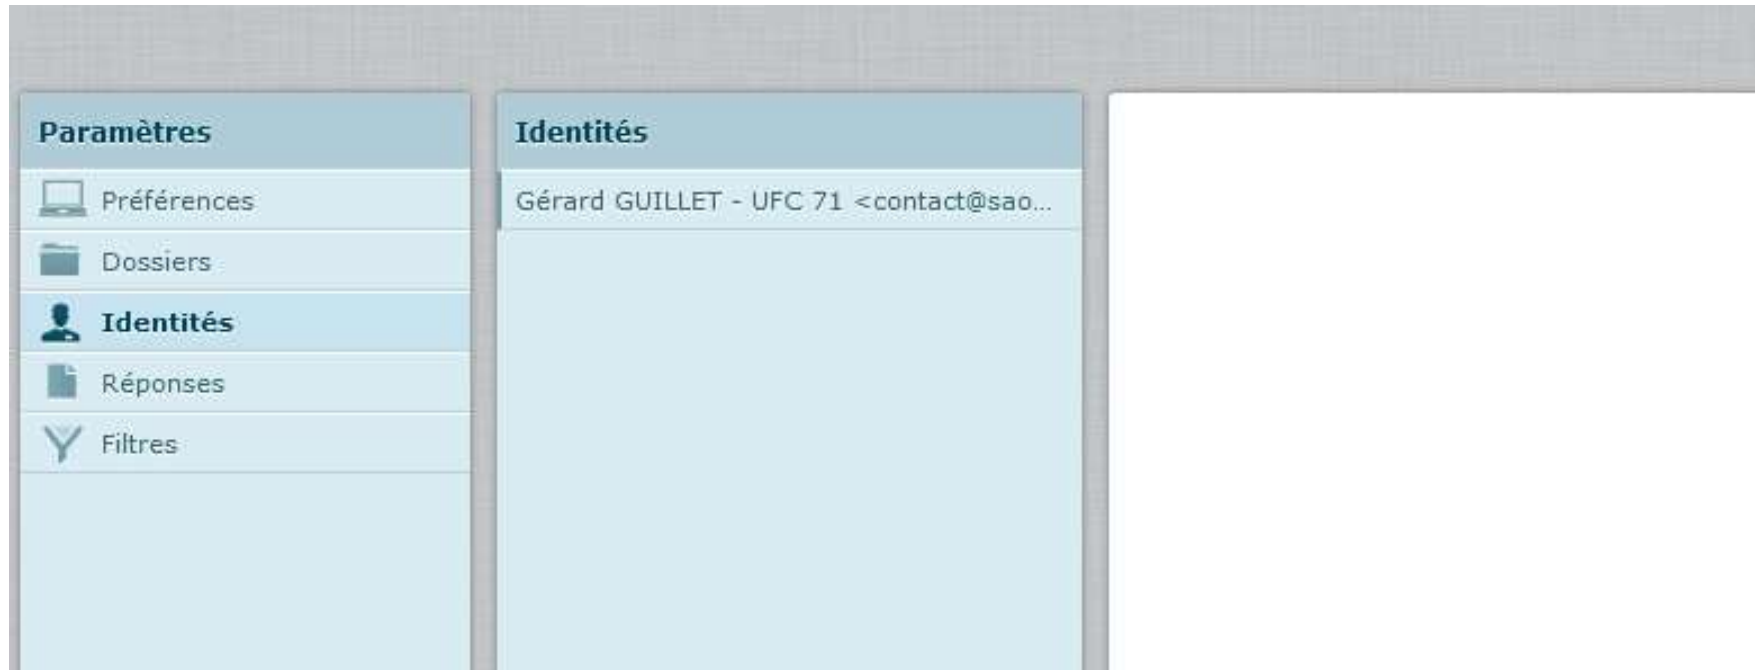 Paramètres
Préférences
Dossiers
Identités
Réponses
Filtres
Identités
Gérard GUILLET - UFC 71 <contact@sao...